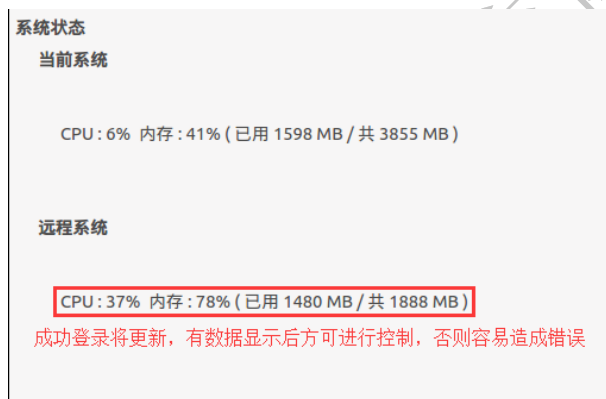 系统状态
当前系统
CPU : 6% 内存 : 41% ( 已用 1598 MB / 共 3855 MB )
远程系统
CPU : 37% 内存 : 78% ( 已用 1480 MB / 共 1888 MB )
成功登录将更新，有数据显示后方可进行控制，否则容易造成错误